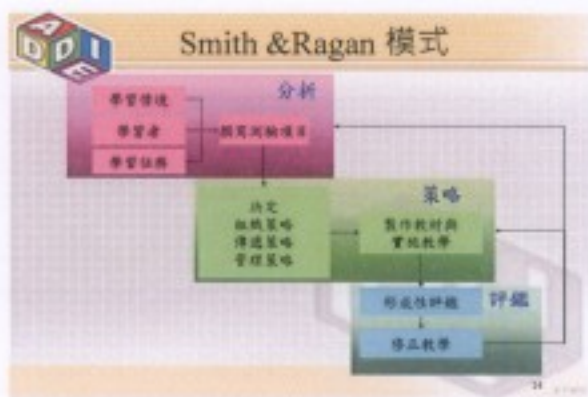 A
D D I
E
Smith &Ragan 模式
分析
學習情境
學習者
學習任務
撰寫測驗項目
策略
決定
組織策略
傳遞策略
管理策略
製作教材與
實施教學
評鑑
形成性評鑑
修正教學